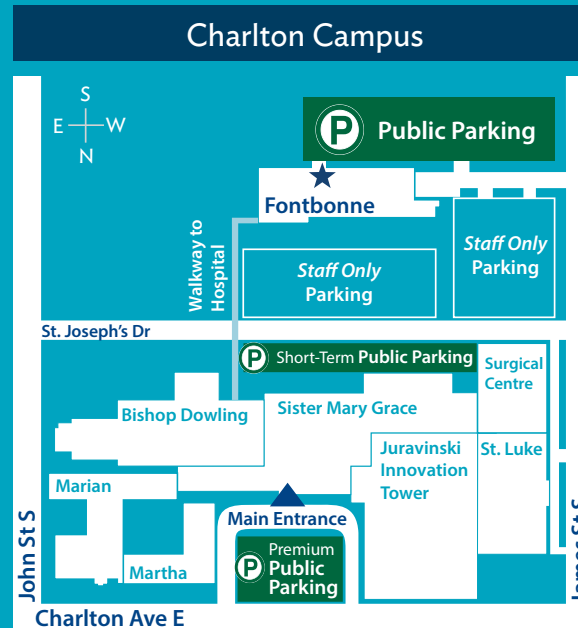 Charlton Campus
S
E W
N
P Public Parking
Fontbonne
Walkway to
Hospital
Staff Only
Parking
Staff Only
Parking
St. Joseph's Dr
P Short-Term Public Parking
Surgical
Centre
Bishop Dowling
Sister Mary Grace
Juravinski
Innovation
Tower
St. Luke
Marian
Main Entrance
Martha
P Premium
Public
Parking
John St S
James St S
Charlton Ave E